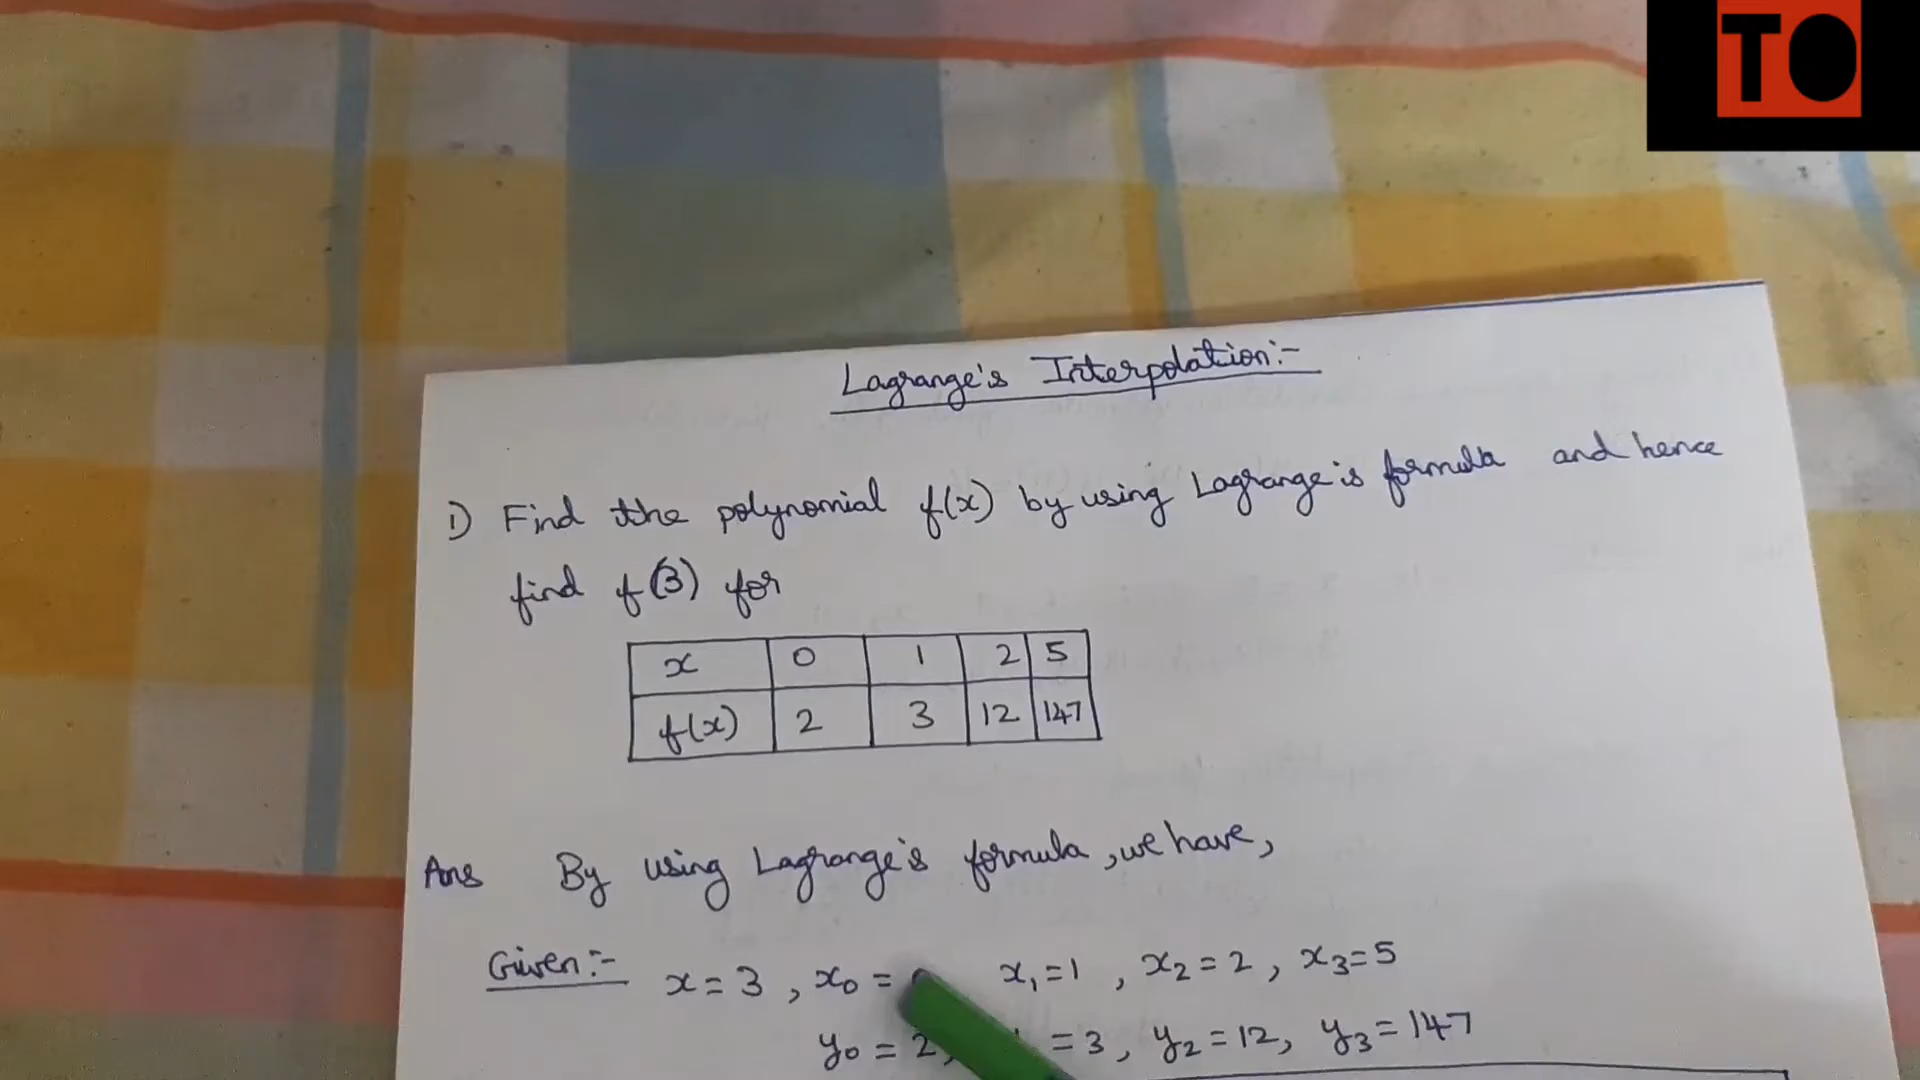 TO
Lagrange's Interpolation:-
1) Find the polynomial f(x) by using Lagrange's formula and hence
find f(3) for
x 0 1 2 5
f(x) 2 3 12 147
Ans By using Lagrange's formula, we have,
Given:- x = 3, x0 = x1 = 1, x2 = 2, x3 = 5
y0 = 2, = 3, y2 = 12, y3 = 147